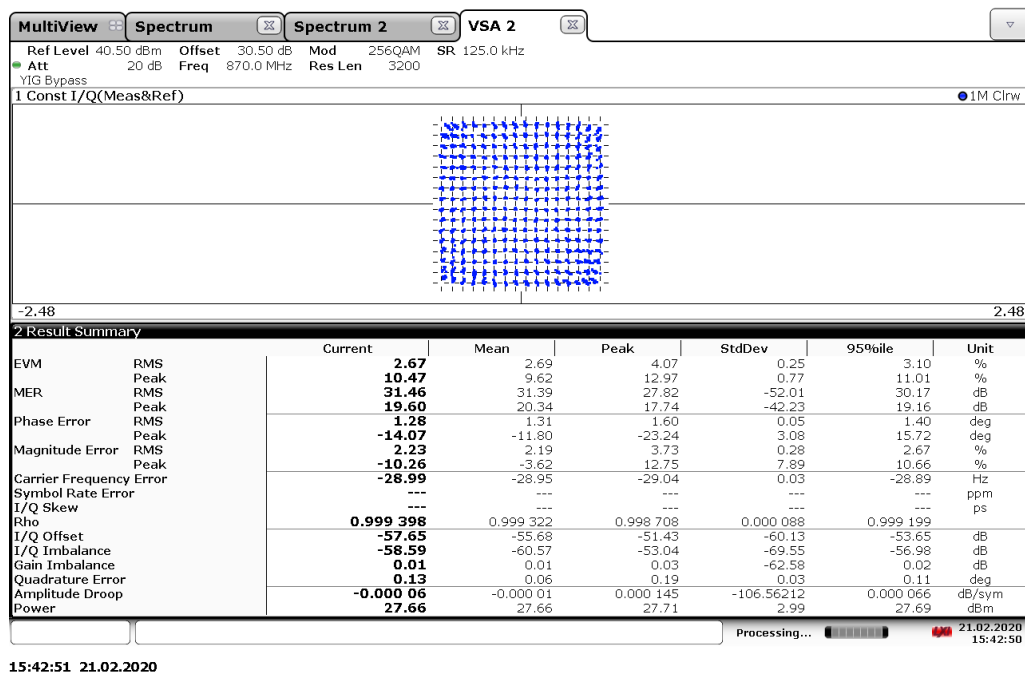 MultiView Spectrum Spectrum 2 VSA 2
Ref Level 40.50 dBm Offset 30.50 dB Mod 256QAM SR 125.0 kHz
Att 20 dB Freq 870.0 MHz Res Len 3200
YIG Bypass
1 Const I/Q(Meas&Ref) 1M Clrw
-2.48 2.48
2 Result Summary
Current Mean Peak StdDev 95%ile Unit
EVM RMS 2.67 2.69 4.07 0.25 3.10 %
Peak 10.47 9.62 12.97 0.77 11.01 %
MER RMS 31.46 31.39 27.82 -52.01 30.17 dB
Peak 19.60 20.34 17.74 -42.23 19.16 dB
Phase Error RMS 1.28 1.31 1.60 0.05 1.40 deg
Peak -14.07 -11.80 -23.24 3.08 15.72 deg
Magnitude Error RMS 2.23 2.19 3.73 0.28 2.67 %
Peak -10.26 -3.62 12.75 7.89 10.66 %
Carrier Frequency Error -28.99 -28.95 -29.04 0.03 -28.89 Hz
Symbol Rate Error --- --- --- --- --- ppm
I/Q Skew --- --- --- --- --- ps
Rho 0.999 398 0.999 322 0.998 708 0.000 088 0.999 199
I/Q Offset -57.65 -55.68 -51.43 -60.13 -53.65 dB
I/Q Imbalance -58.59 -60.57 -53.04 -69.55 -56.98 dB
Gain Imbalance 0.01 0.01 0.03 -62.58 0.02 dB
Quadrature Error 0.13 0.06 0.19 0.03 0.11 deg
Amplitude Droop -0.000 06 -0.000 01 0.000 145 -106.56212 0.000 066 dB/sym
Power 27.66 27.66 27.71 2.99 27.69 dBm
Processing... 21.02.2020
15:42:50
15:42:51 21.02.2020